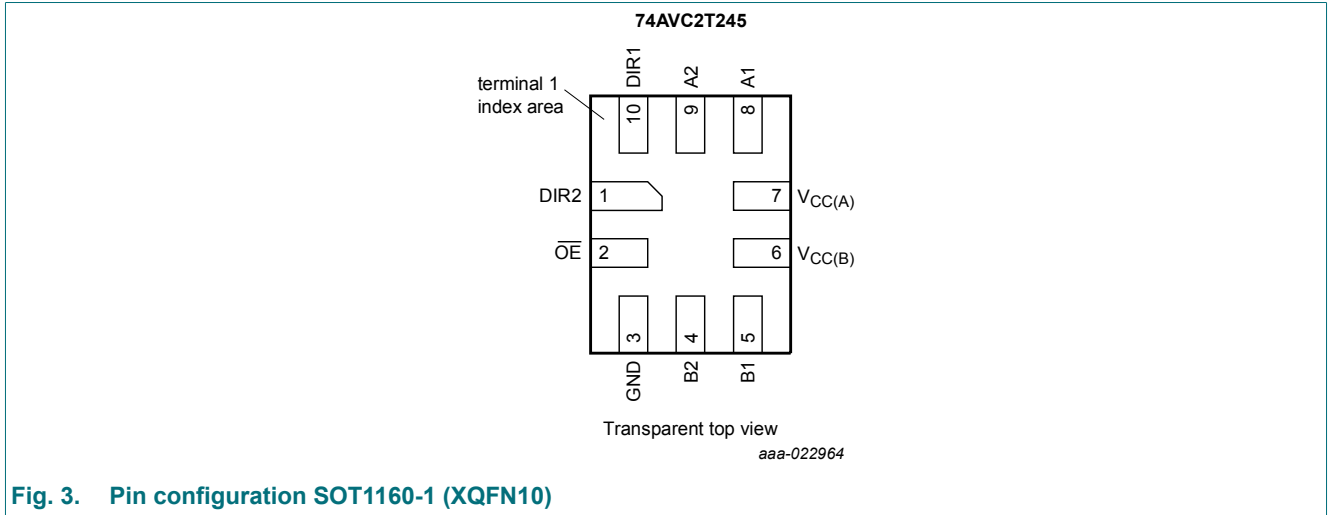 74AVC2T245
terminal 1
index area
DIR1
A2
A1
10
9
8
DIR2
1
7
VCC(A)
OE
2
6
VCC(B)
3
4
5
GND
B2
B1
Transparent top view
aaa-022964
Fig. 3. Pin configuration SOT1160-1 (XQFN10)